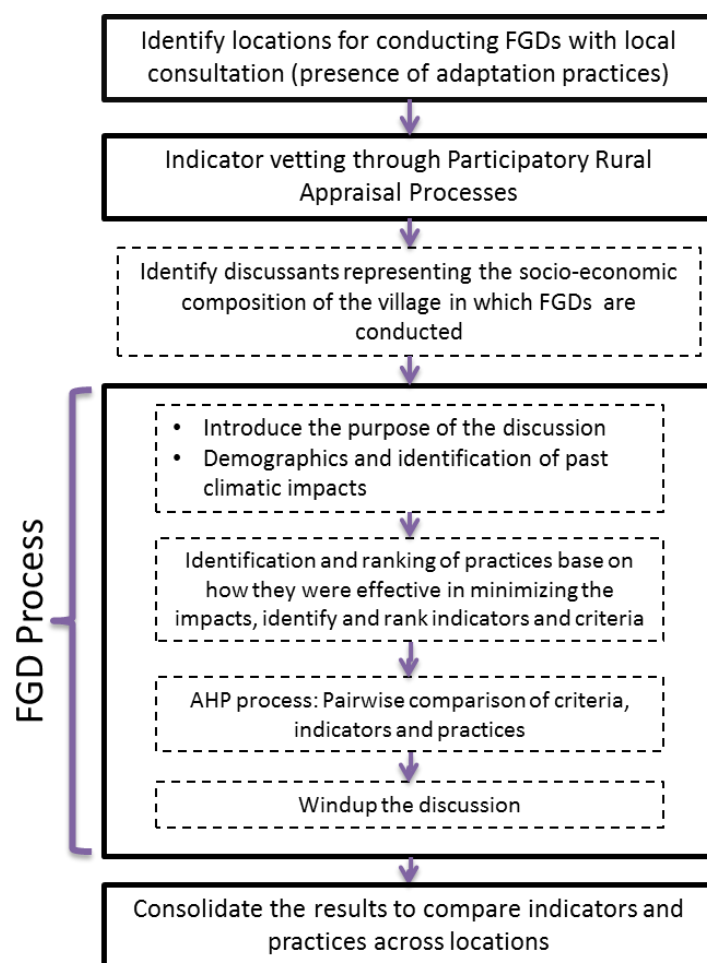 Identify locations for conducting FGDs with local
consultation (presence of adaptation practices)
Indicator vetting through Participatory Rural
Appraisal Processes
Identify discussants representing the socio-economic
composition of the village in which FGDs are
conducted
FGD Process
• Introduce the purpose of the discussion
• Demographics and identification of past
climatic impacts
Identification and ranking of practices base on
how they were effective in minimizing the
impacts, identify and rank indicators and criteria
AHP process: Pairwise comparison of criteria,
indicators and practices
Windup the discussion
Consolidate the results to compare indicators and
practices across locations